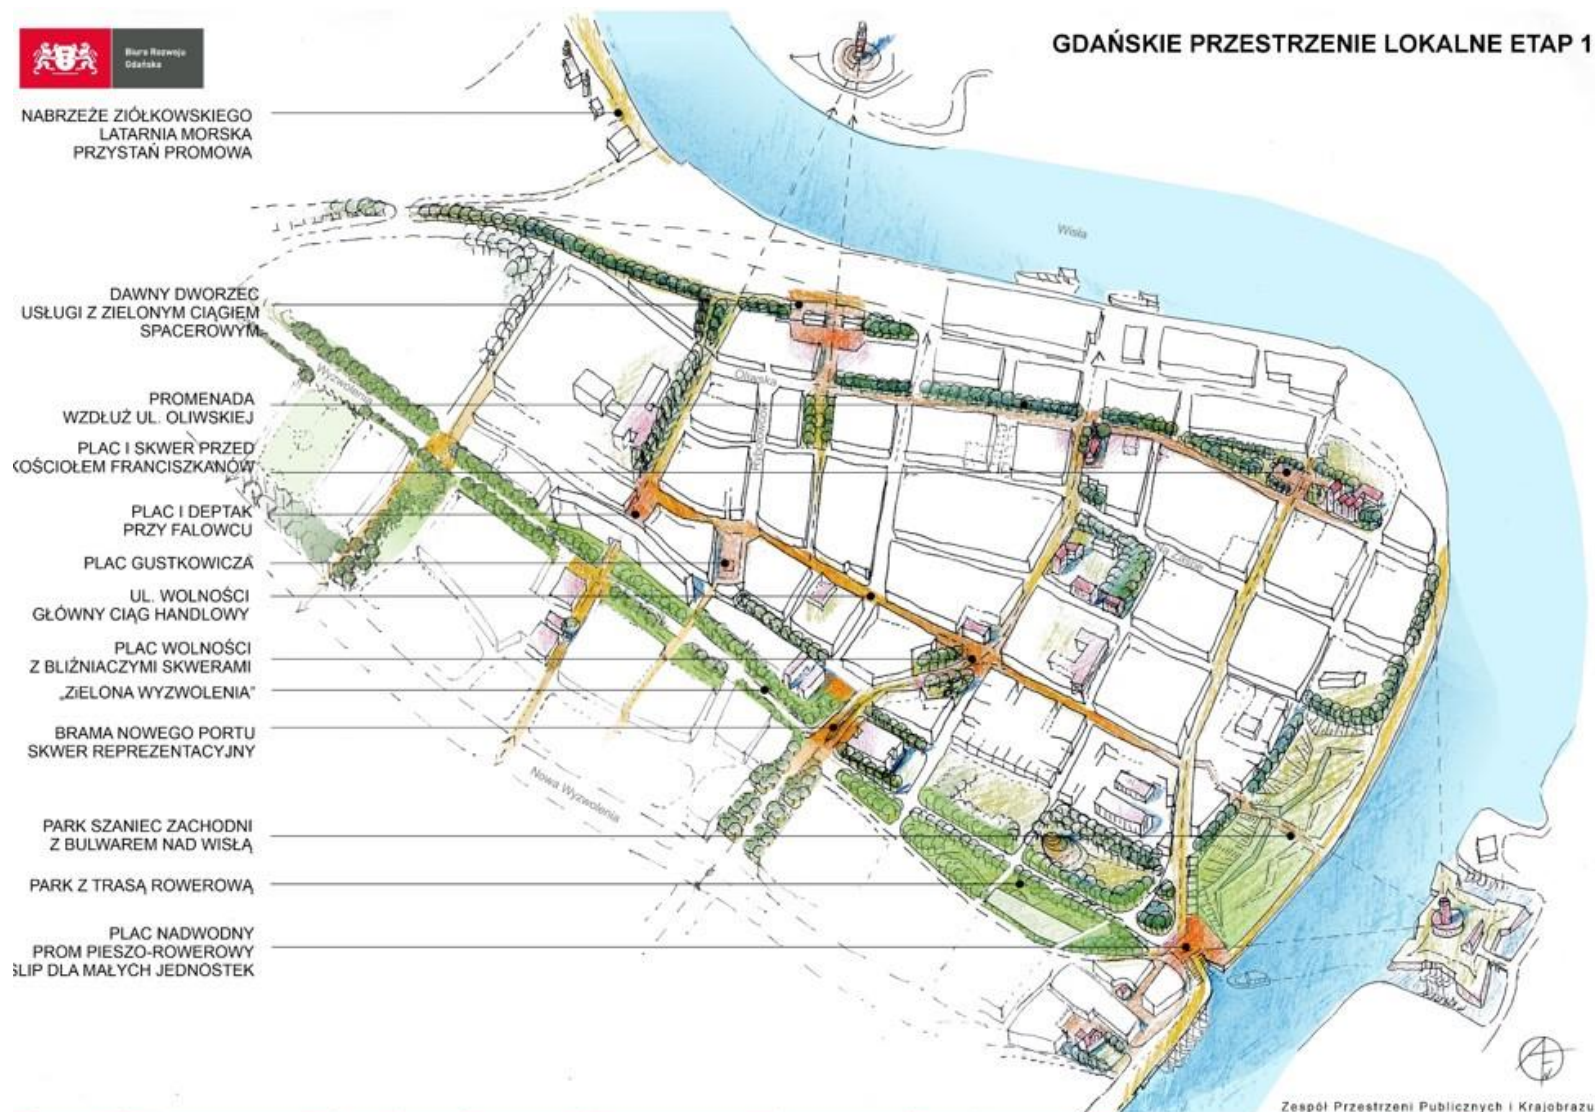 Biuro Rozwoju
Gdańska
GDAŃSKIE PRZESTRZENIE LOKALNE ETAP 1
NABRZEŻE ZIÓŁKOWSKIEGO
LATARNIA MORSKA
PRZYSTAŃ PROMOWA
Wisła
DAWNY DWORZEC
USŁUGI Z ZIELONYM CIĄGIEM
SPACEROWYM
Wyzwolenia
Oliwska
PROMENADA
WZDŁUŻ UL. OLIWSKIEJ
PLAC I SKWER PRZED
KOŚCIOŁEM FRANCISZKANÓW
PLAC I DEPTAK
PRZY FALOWCU
PLAC GUSTKOWICZA
UL. WOLNOŚCI
GŁÓWNY CIĄG HANDLOWY
PLAC WOLNOŚCI
Z BLIŹNIACZYMI SKWERAMI
„ZIELONA WYZWOLENIA"
BRAMA NOWEGO PORTU
SKWER REPREZENTACYJNY
Nowa Wyzwolenia
PARK SZANIEC ZACHODNI
Z BULWAREM NAD WISŁĄ
PARK Z TRASĄ ROWEROWĄ
PLAC NADWODNY
PROM PIESZO-ROWEROWY
SLIP DLA MAŁYCH JEDNOSTEK
Zespół Przestrzeni Publicznych i Krajobrazu